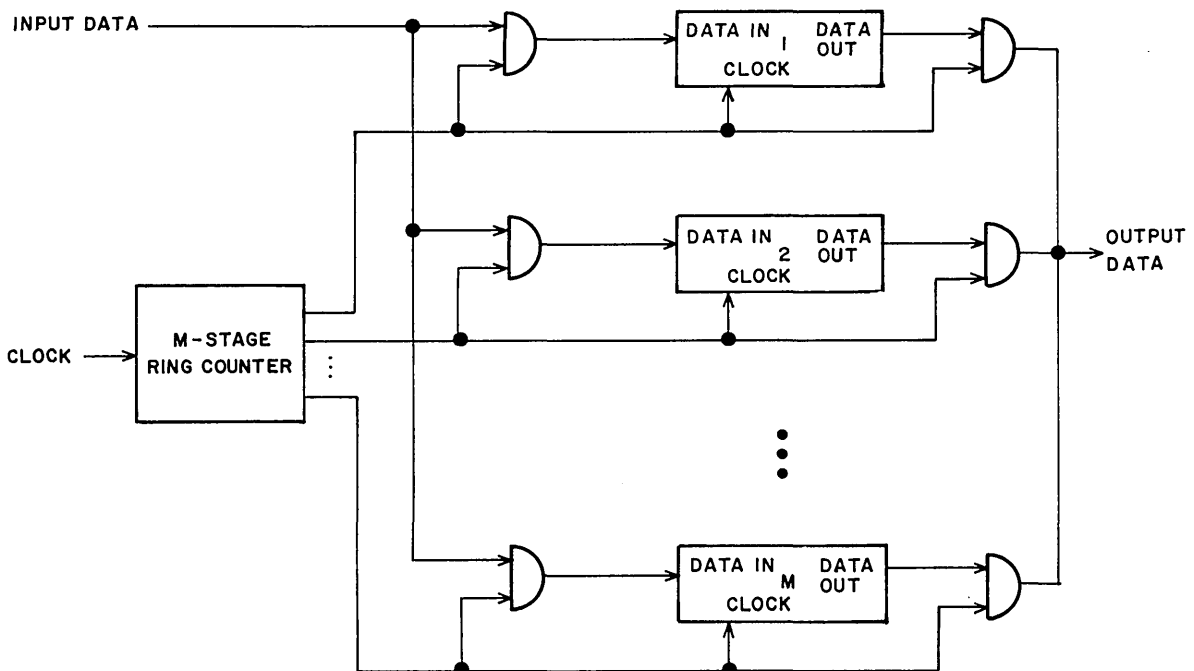 INPUT DATA
DATA IN 1 DATA OUT
CLOCK
DATA IN 2 DATA OUT
CLOCK
OUTPUT DATA
M-STAGE
RING COUNTER
CLOCK
DATA IN M DATA OUT
CLOCK